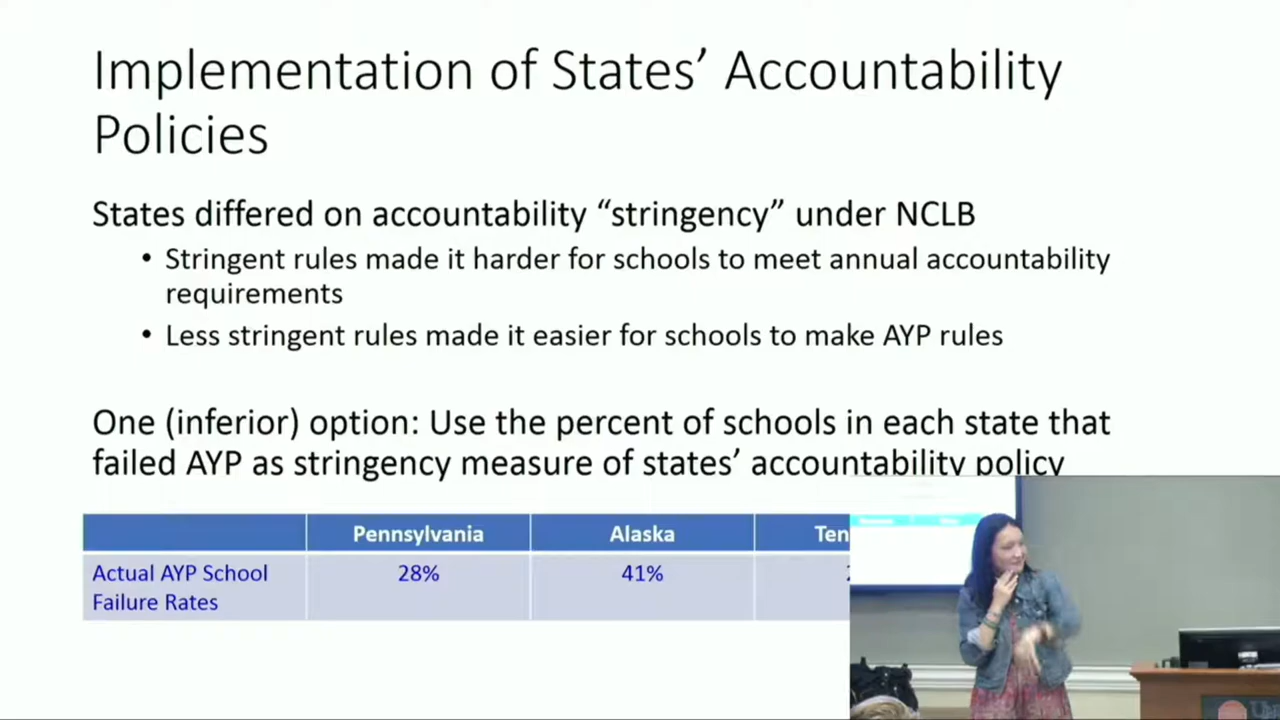 Implementation of States’ Accountability
Policies
States differed on accountability “stringency” under NCLB
• Stringent rules made it harder for schools to meet annual accountability
requirements
• Less stringent rules made it easier for schools to make AYP rules
One (inferior) option: Use the percent of schools in each state that
failed AYP as stringency measure of states’ accountability policy
Pennsylvania Alaska
Actual AYP School 28% 41%
Failure Rates